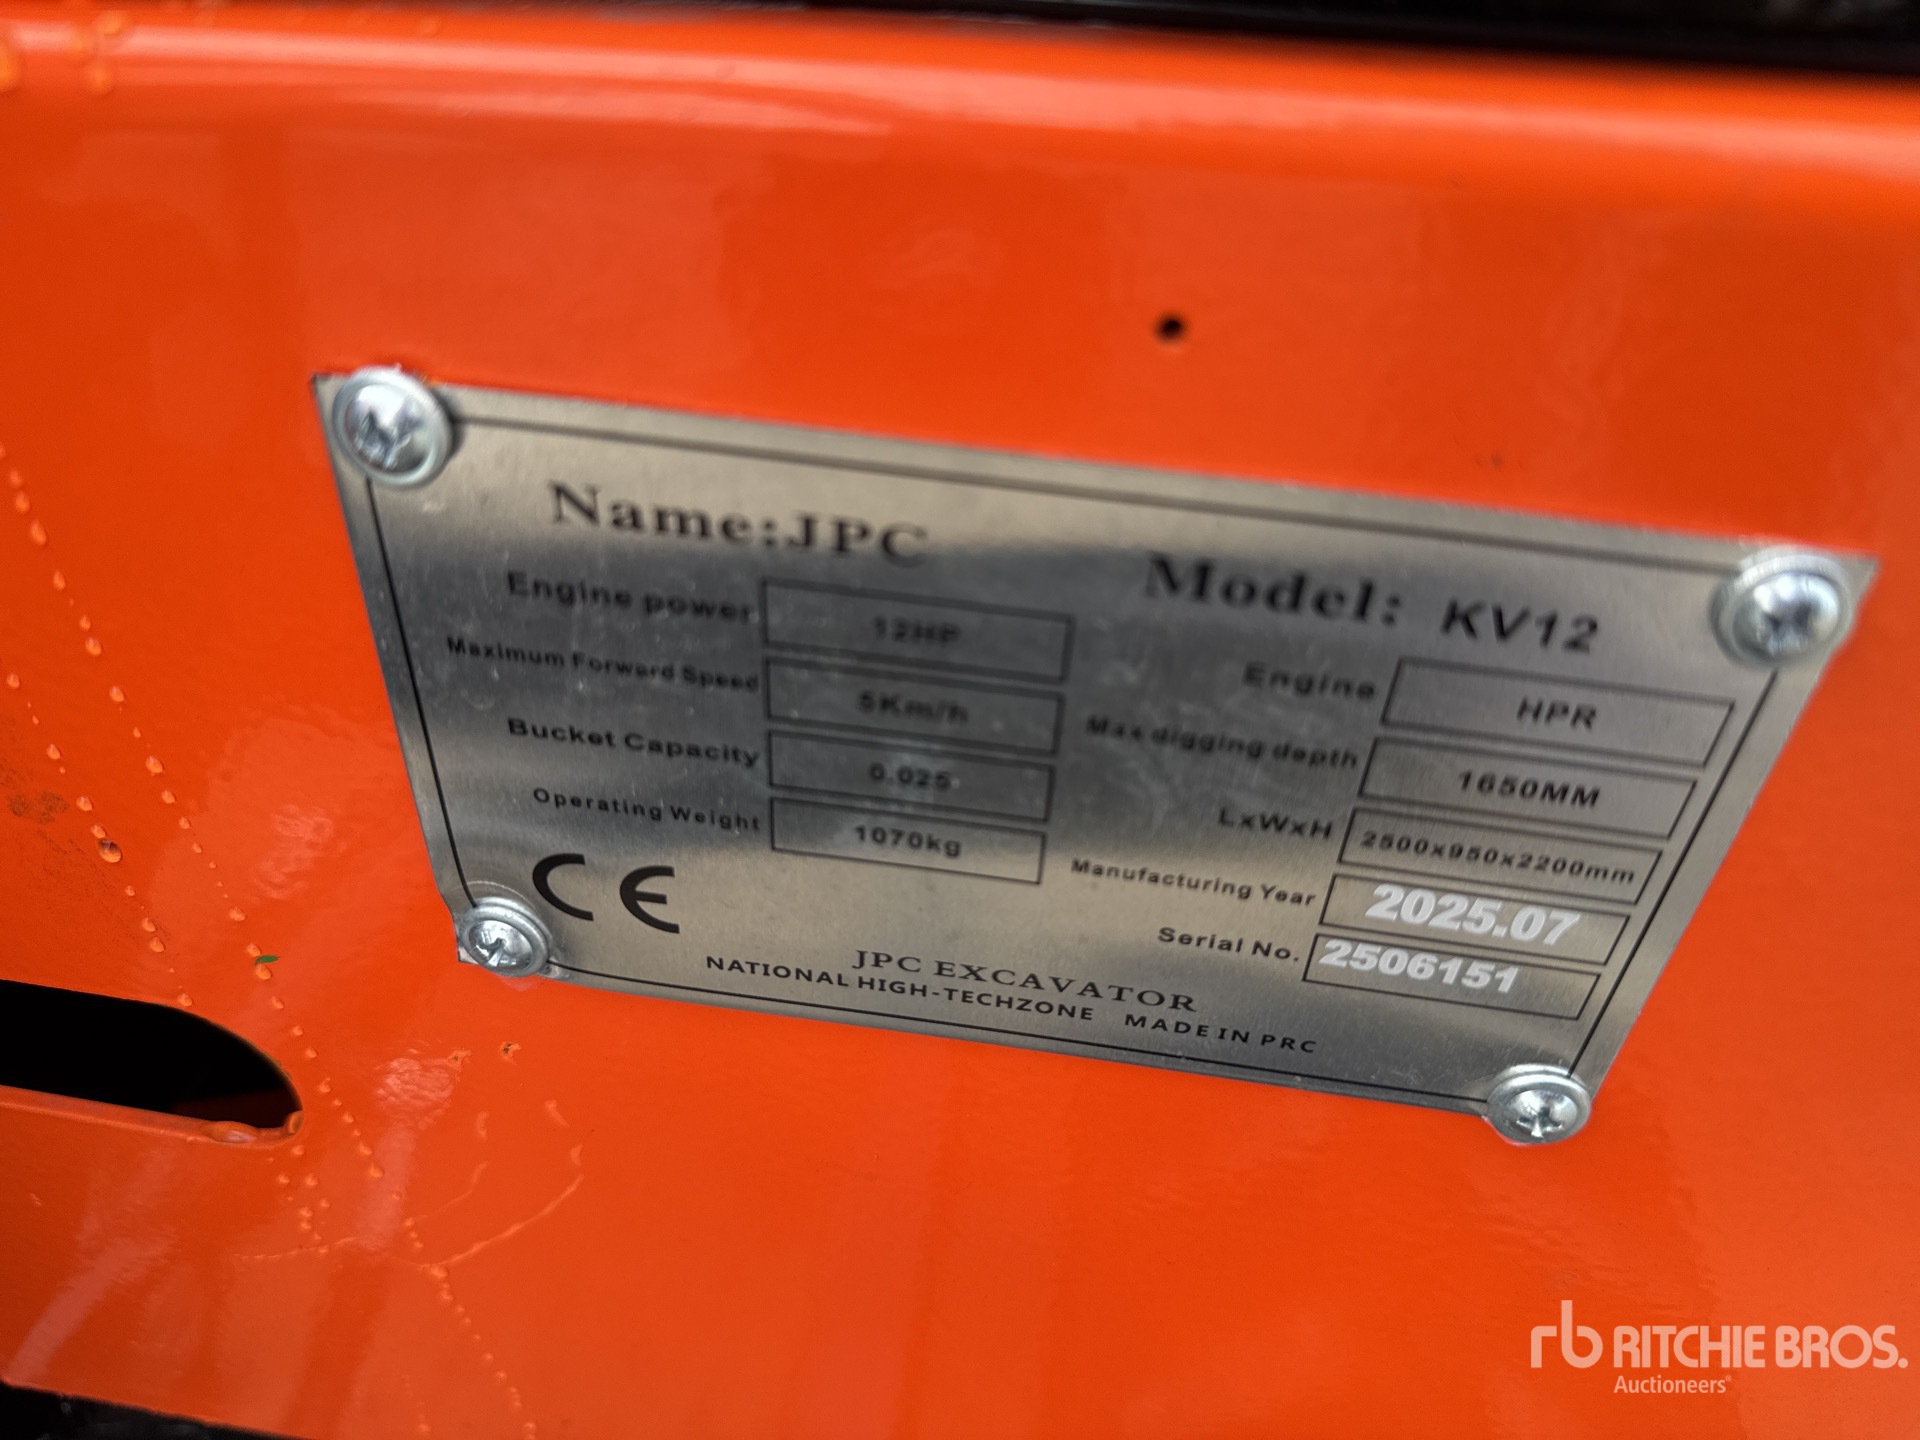 Name:JPC Model: KV12
Engine power 12HP Engine HPR
Maximum Forward Speed 5Km/h Max digging depth 1650MM
Bucket Capacity 0.025 LxWxH 2500x950x2200mm
Operating Weight 1070kg Manufacturing Year 2025.07
CE Serial No. 2506151
JPC EXCAVATOR
NATIONAL HIGH-TECHZONE MADE IN PRC
rb RITCHIE BROS.
Auctioneers